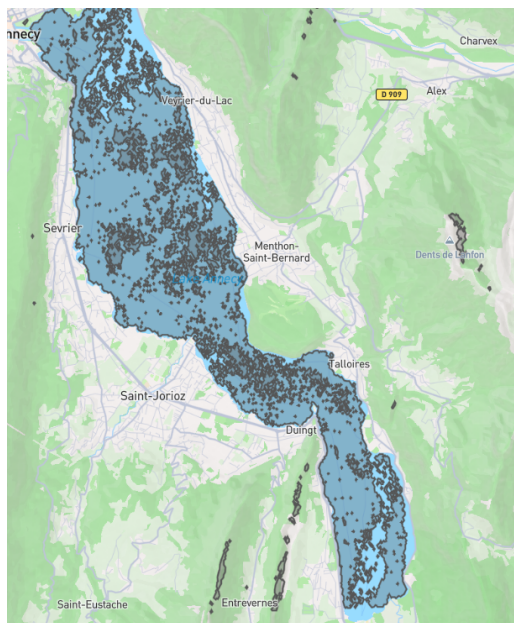 nnecy
Charvex
Veyrier-du-Lac
D 909
Alex
Sevrier
Menthon-
Saint-Bernard
Dents de Lanfon
Talloires
Saint-Jorioz
Duingt
Saint-Eustache
Entrevernes